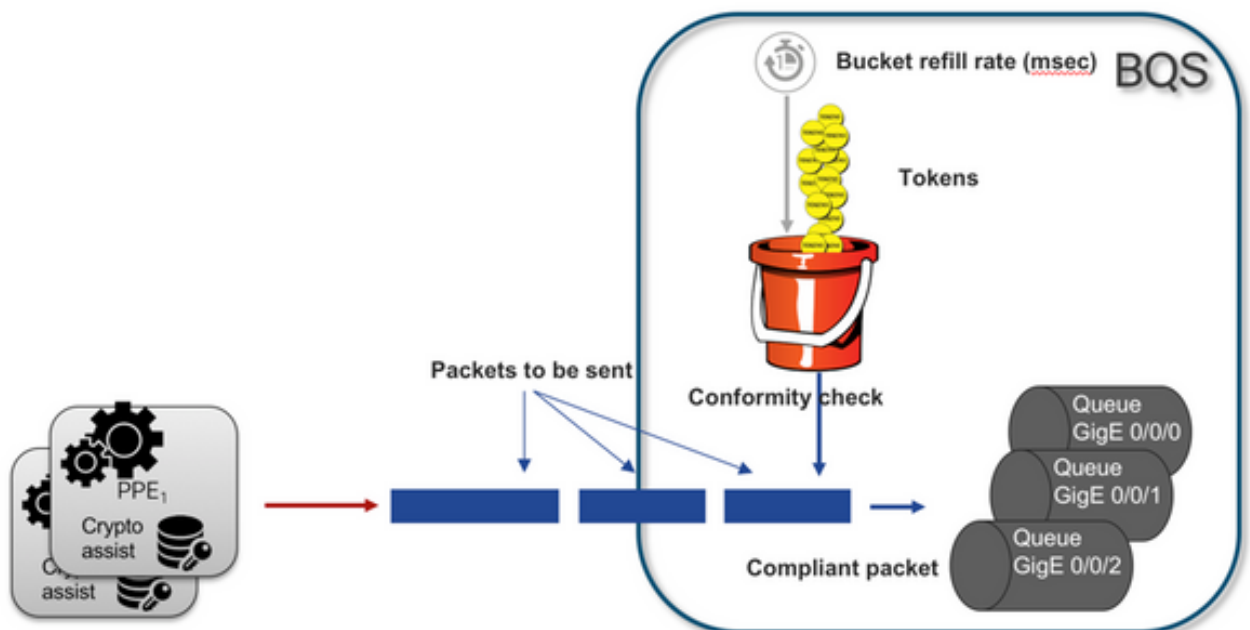 Bucket refill rate (msec)
BQS
Tokens
Packets to be sent
Conformity check
Queue
GigE 0/0/0
Queue
GigE 0/0/1
Queue
GigE 0/0/2
PPE1
Crypto
assist
assist
Compliant packet